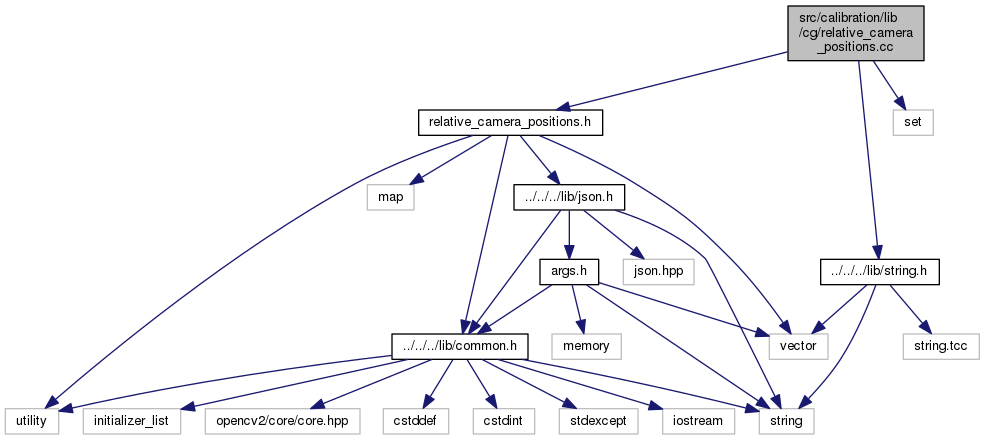 src/calibration/lib
/cg/relative_camera
_positions.cc
relative_camera_positions.h
set
map
../../../lib/json.h
args.h
json.hpp
../../../lib/string.h
../../../lib/common.h
memory
vector
string.tcc
utility
initializer_list
opencv2/core/core.hpp
cstddef
cstdint
stdexcept
iostream
string